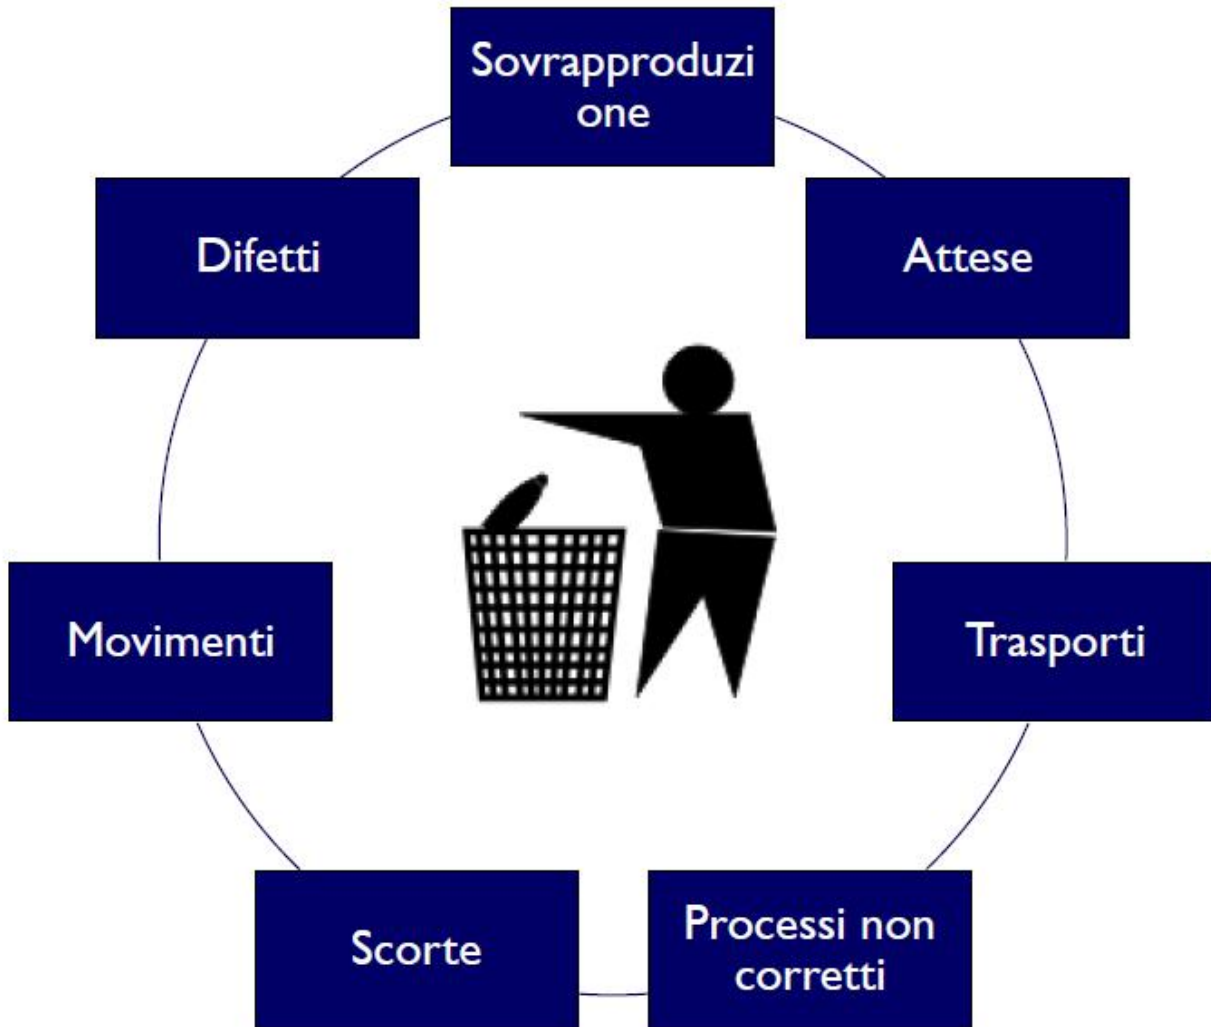 Sovrapproduzi
one
Difetti
Attese
Movimenti
Trasporti
Scorte
Processi non
corretti